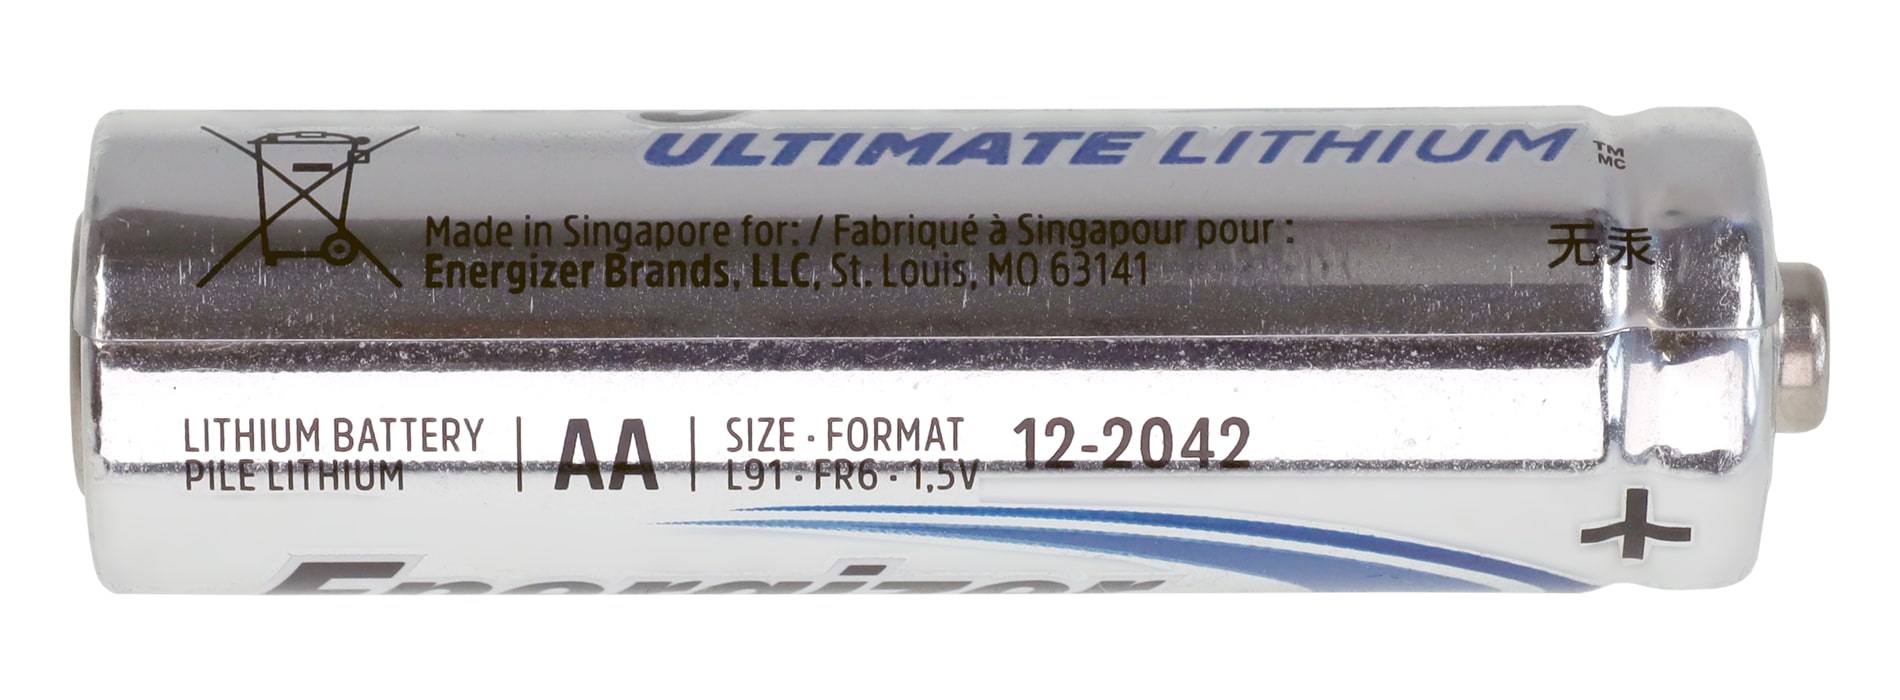 ULTIMATE LITHIUM TM MC
Made in Singapore for: / Fabriqué à Singapour pour :
Energizer Brands, LLC, St. Louis, MO 63141
无汞
LITHIUM BATTERY
PILE LITHIUM
AA
SIZE · FORMAT
L91 · FR6 · 1,5V
12-2042
+
Energizer